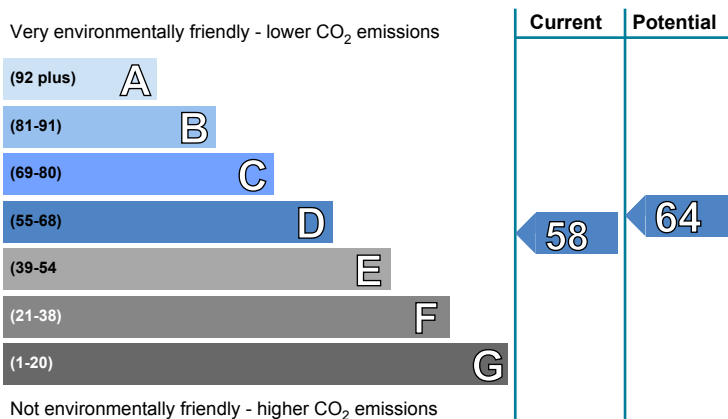 Current Potential
Very environmentally friendly - lower CO2 emissions
(92 plus) A
(81-91) B
(69-80) C
(55-68) D
58
64
(39-54 E
(21-38) F
(1-20) G
Not environmentally friendly - higher CO2 emissions